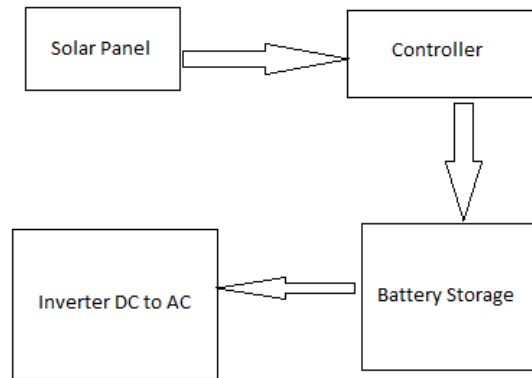 Solar Panel
Controller
Battery Storage
Inverter DC to AC